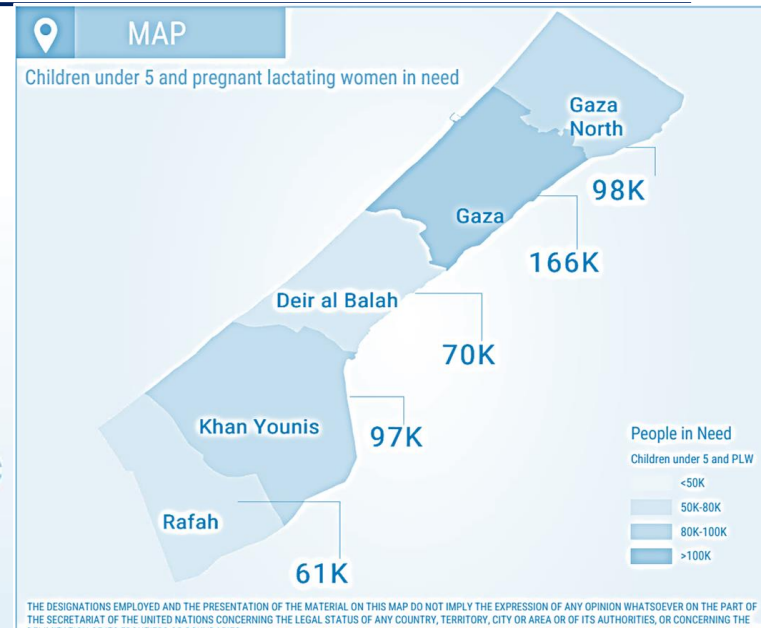 MAP
Children under 5 and pregnant lactating women in need
Gaza
North
98K
Gaza
166K
Deir al Balah
70K
Khan Younis
97K
Rafah
61K
People in Need
Children under 5 and PLW
<50K
50K-80K
80K-100K
>100K
THE DESIGNATIONS EMPLOYED AND THE PRESENTATION OF THE MATERIAL ON THIS MAP DO NOT IMPLY THE EXPRESSION OF ANY OPINION WHATSOEVER ON THE PART OF
THE SECRETARIAT OF THE UNITED NATIONS CONCERNING THE LEGAL STATUS OF ANY COUNTRY, TERRITORY, CITY OR AREA OR OF ITS AUTHORITIES, OR CONCERNING THE